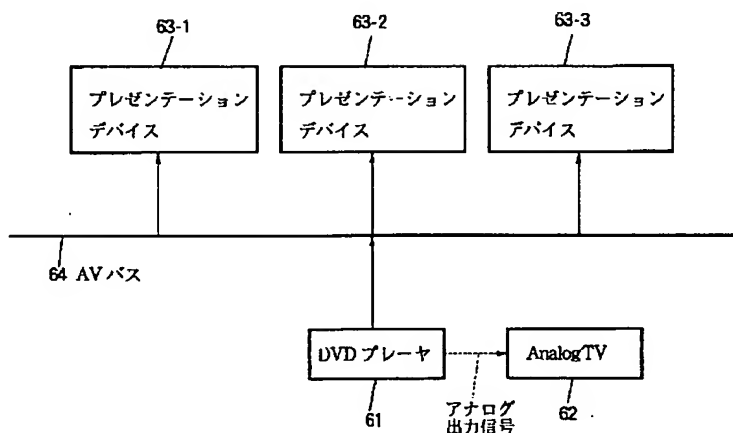 63-1
63-2
63-3
プレゼンテーション
デバイス
プレゼンテーション
デバイス
プレゼンテーション
デバイス
64 AVバス
DVDプレーヤ
AnalogTV
61
アナログ
出力信号
62